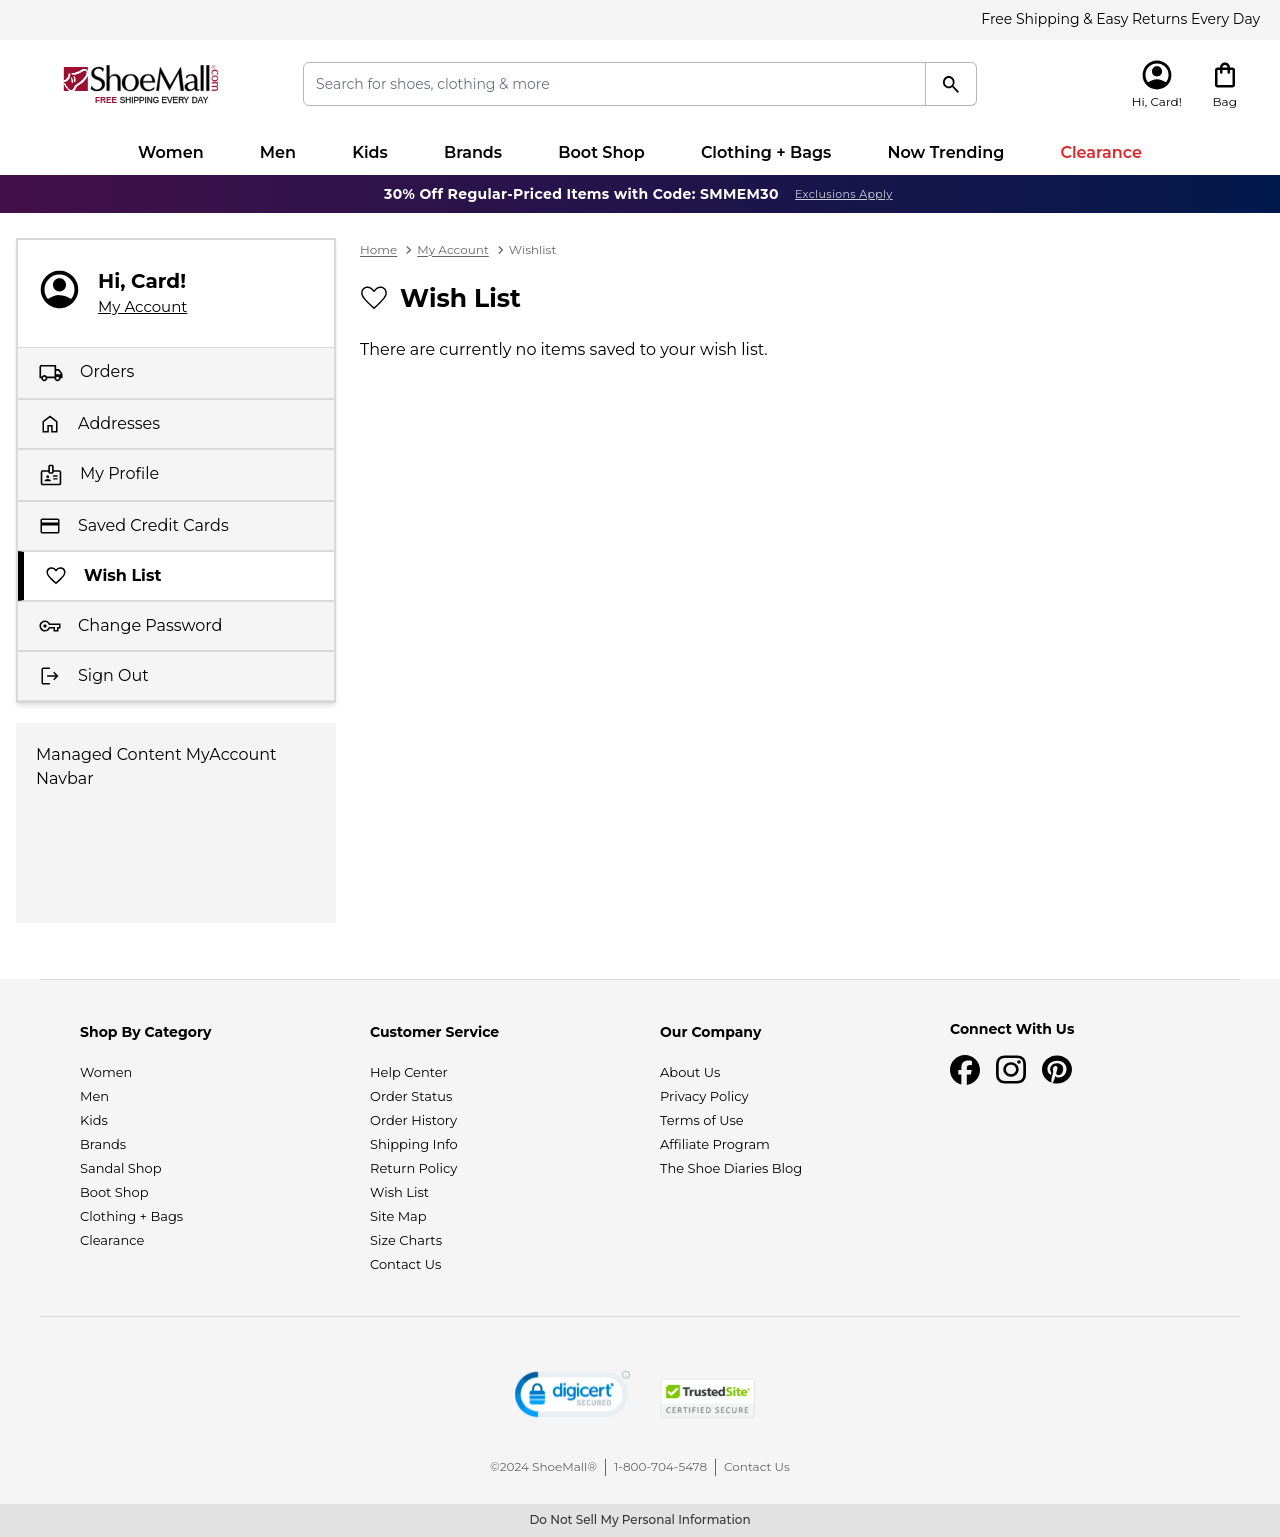 Free Shipping & Easy Returns Every Day
ShoeMall.com
FREE SHIPPING EVERY DAY
Search for shoes, clothing & more
Hi, Card!
Bag
Women
Men
Kids
Brands
Boot Shop
Clothing + Bags
Now Trending
Clearance
30% Off Regular-Priced Items with Code: SMMEM30 Exclusions Apply
Home > My Account > Wishlist
Hi, Card!
My Account
Orders
Addresses
My Profile
Saved Credit Cards
Wish List
Change Password
Sign Out
Managed Content MyAccount
Navbar
Wish List
There are currently no items saved to your wish list.
Shop By Category
Women
Men
Kids
Brands
Sandal Shop
Boot Shop
Clothing + Bags
Clearance
Customer Service
Help Center
Order Status
Order History
Shipping Info
Return Policy
Wish List
Site Map
Size Charts
Contact Us
Our Company
About Us
Privacy Policy
Terms of Use
Affiliate Program
The Shoe Diaries Blog
Connect With Us
digicert
SECURED
TrustedSite
CERTIFIED SECURE
©2024 ShoeMall® | 1-800-704-5478 | Contact Us
Do Not Sell My Personal Information